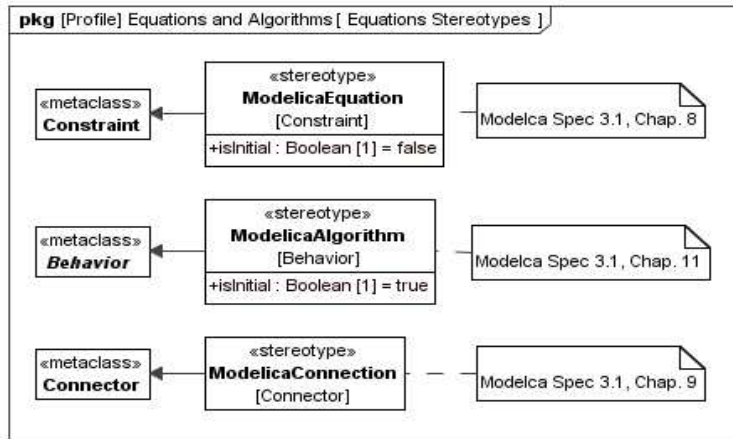 pkg [Profile] Equations and Algorithms [ Equations Stereotypes ]
«metaclass»
Constraint
«stereotype»
ModelicaEquation
[Constraint]
+isInitial : Boolean [1] = false
Modelca Spec 3.1, Chap. 8
«metaclass»
Behavior
«stereotype»
ModelicaAlgorithm
[Behavior]
+isInitial : Boolean [1] = true
Modelca Spec 3.1, Chap. 11
«metaclass»
Connector
«stereotype»
ModelicaConnection
[Connector]
Modelca Spec 3.1, Chap. 9